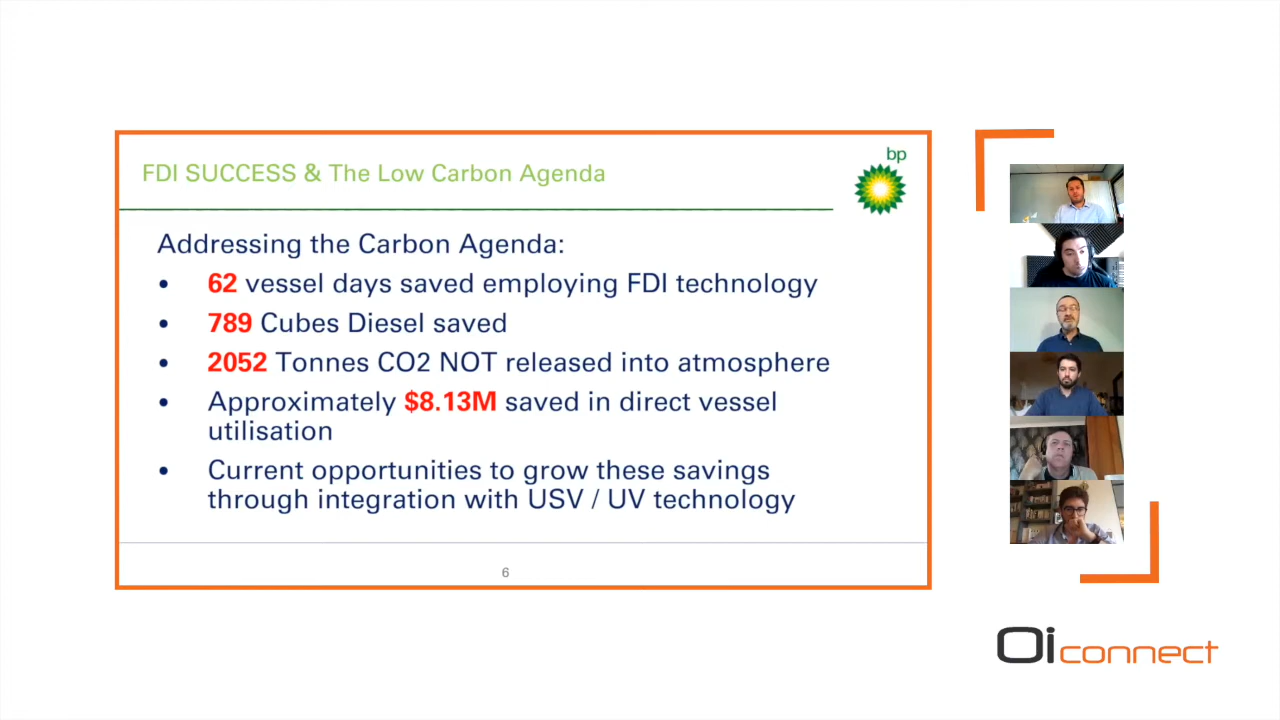 bp
FDI SUCCESS & The Low Carbon Agenda
Addressing the Carbon Agenda:
• 62 vessel days saved employing FDI technology
• 789 Cubes Diesel saved
• 2052 Tonnes CO2 NOT released into atmosphere
• Approximately $8.13M saved in direct vessel
utilisation
• Current opportunities to grow these savings
through integration with USV / UV technology
6
Oi connect